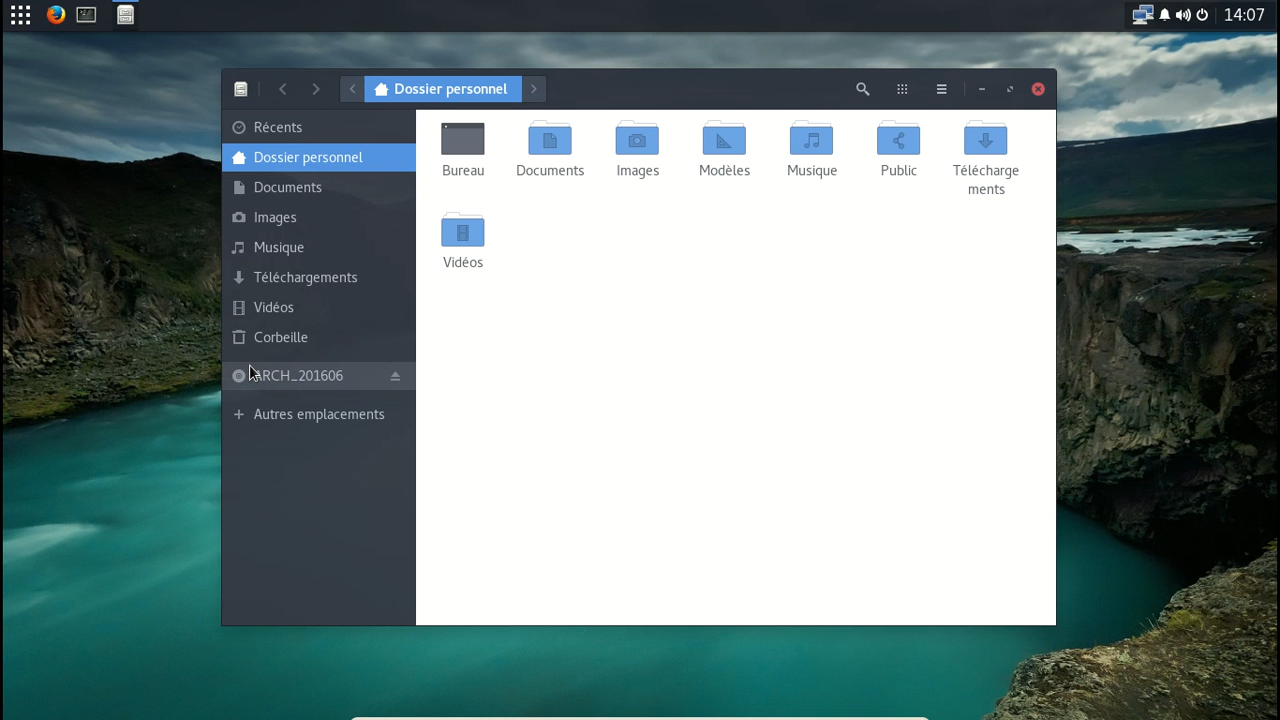 14:07
Dossier personnel
Récents
Dossier personnel
Documents
Images
Musique
Téléchargements
Vidéos
Corbeille
ARCH_201606
Autres emplacements
Bureau
Documents
Images
Modèles
Musique
Public
Télécharge
ments
Vidéos